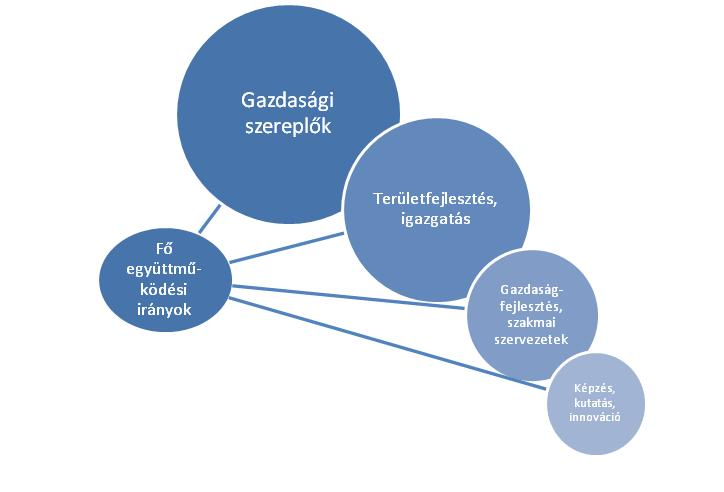 Gazdasági
szereplők
Területfejlesztés,
igazgatás
Fő
együttmű-
ködési
irányok
Gazdaság-
fejlesztés,
szakmai
szervezetek
Képzés,
kutatás,
innováció